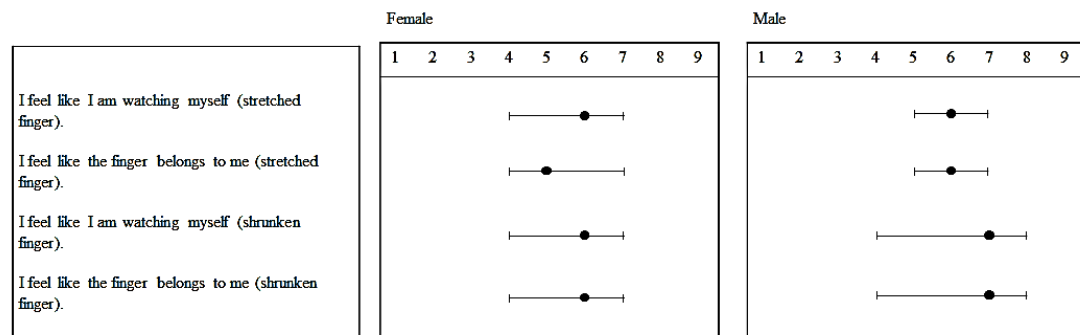 Female
Male
1 2 3 4 5 6 7 8 9
1 2 3 4 5 6 7 8 9
I feel like I am watching myself (stretched
finger).
I feel like the finger belongs to me (stretched
finger).
I feel like I am watching myself (shrunken
finger).
I feel like the finger belongs to me (shrunken
finger).